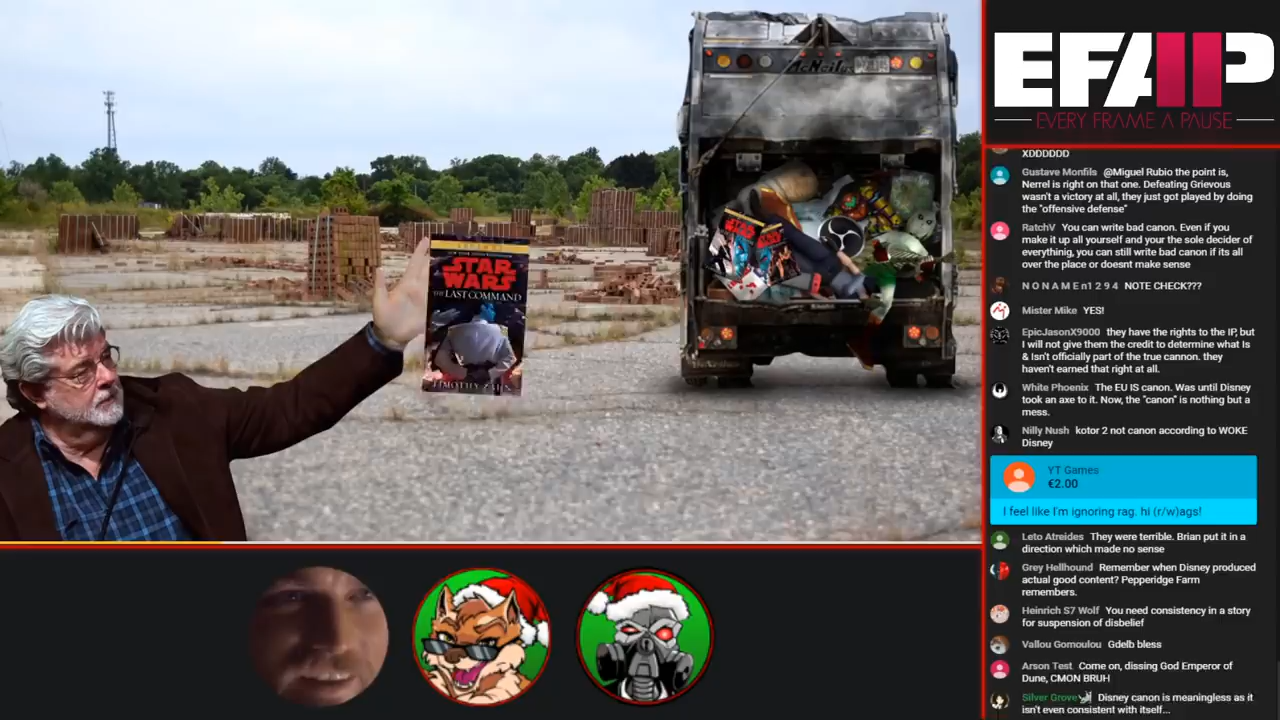 McNeilus
STAR
WARS
THE LAST COMMAND
TIMOTHY ZAHN
STAR
WARS
STAR
WARS
EFAP
EVERY FRAME A PAUSE
XDDDDDD
Gustave Monfils @Miguel Rubio the point is,
Nerrel is right on that one. Defeating Grievous
wasn't a victory at all, they just got played by doing
the "offensive defense"
RatchV You can write bad canon. Even if you
make it up all yourself and your the sole decider of
everything, you can still write bad canon if its all
over the place or doesnt make sense
N O N A M E n1 2 9 4 NOTE CHECK???
Mister Mike YES!
EpicJasonX9000 they have the rights to the IP, but
I will not give them the credit to determine what Is
& Isn't officially part of the true cannon. they
haven't earned that right at all.
White Phoenix The EU IS canon. Was until Disney
took an axe to it. Now, the "canon" is nothing but a
mess.
Nilly Nush kotor 2 not canon according to WOKE
Disney
YT Games
€2.00
I feel like I'm ignoring rag. hi (r/w)ags!
Leto Atreides They were terrible. Brian put it in a
direction which made no sense
Grey Hellhound Remember when Disney produced
actual good content? Pepperidge Farm
remembers.
Heinrich S7 Wolf You need consistency in a story
for suspension of disbelief
Vallou Gomoulou Gdelb bless
Arson Test Come on, dissing God Emperor of
Dune, CMON BRUH
Silver Grove Disney canon is meaningless as it
isn't even consistent with itself...